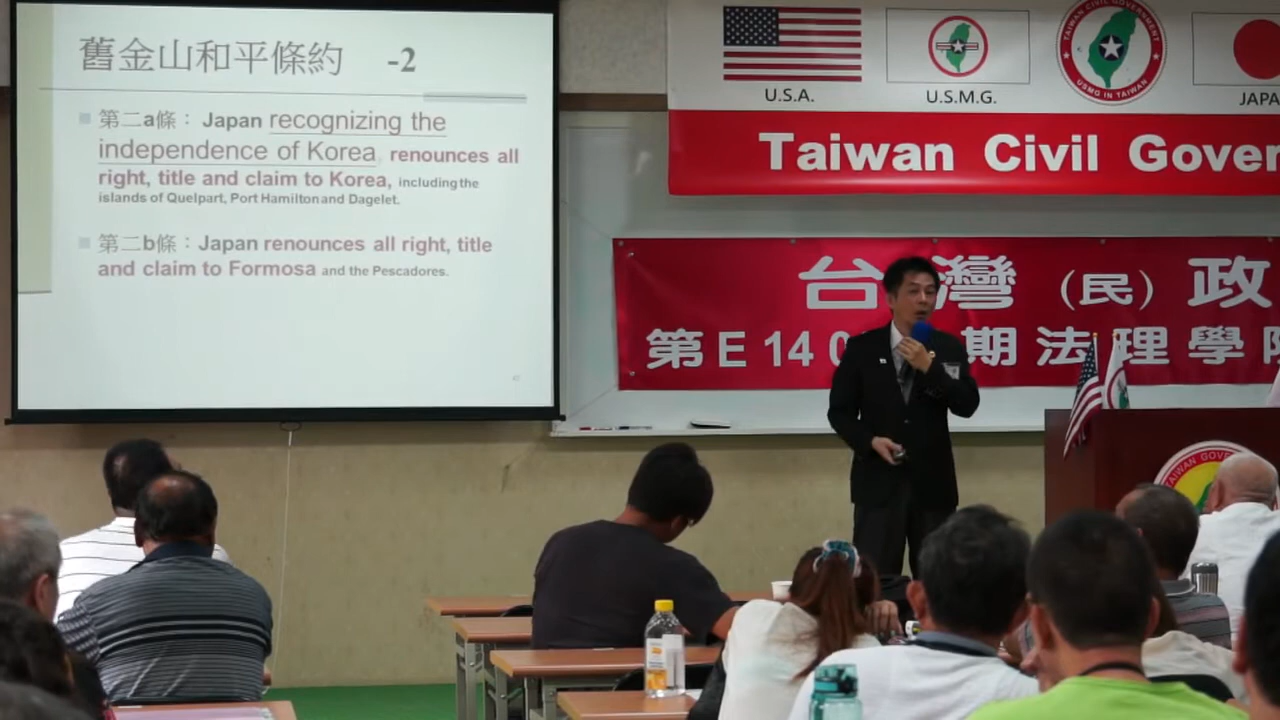 舊金山和平條約 -2
第二a條： Japan recognizing the
independence of Korea, renounces all
right, title and claim to Korea, including the
islands of Quelpart, Port Hamilton and Dagelet.
第二b條：Japan renounces all right, title
and claim to Formosa and the Pescadores.
U.S.A.
U.S.M.G.
TAIWAN CIVIL GOVERNMENT
USMG IN TAIWAN
JAPA
Taiwan Civil Gover
台灣（民）政
第E140 期法理學
TAIWAN GOVER